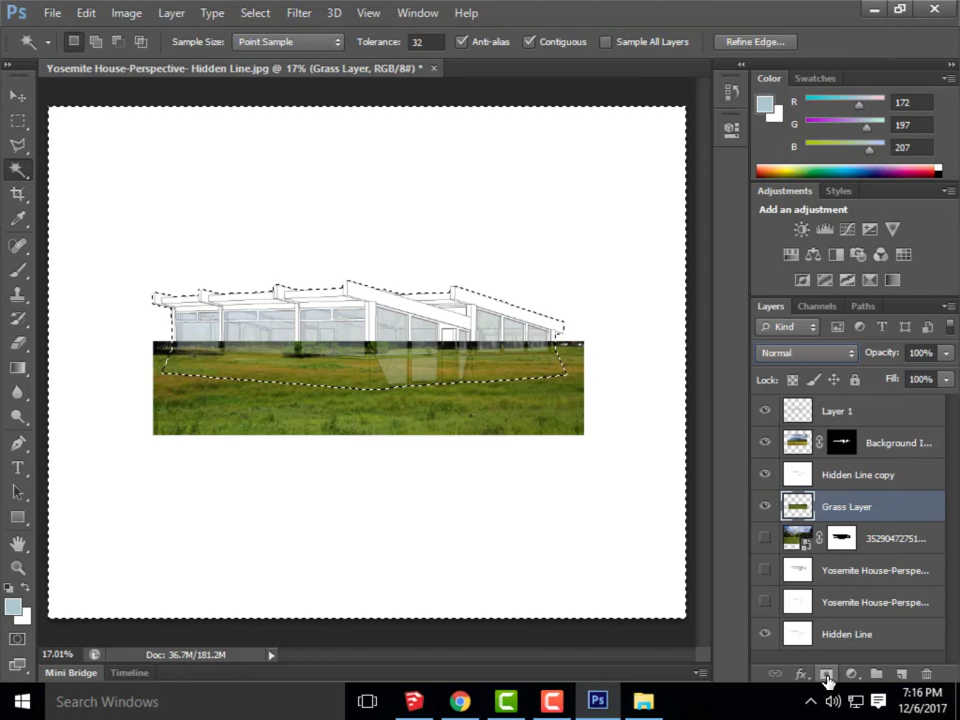 Ps File Edit Image Layer Type Select Filter 3D View Window Help
Sample Size: Point Sample Tolerance: 32 Anti-alias Contiguous Sample All Layers Refine Edge...
Yosemite House-Perspective- Hidden Line.jpg @ 17% (Grass Layer, RGB/8#) * ×
Color Swatches
R 172
G 197
B 207
Adjustments Styles
Add an adjustment
Layers Channels Paths
Kind
Normal Opacity: 100%
Lock: Fill: 100%
Layer 1
Background I...
Hidden Line copy
Grass Layer
35290472751...
Yosemite House-Perspe...
Yosemite House-Perspe...
Hidden Line
fx
17.01% Doc: 36.7M/181.2M
Mini Bridge Timeline
Search Windows
Ps
7:16 PM
12/6/2017